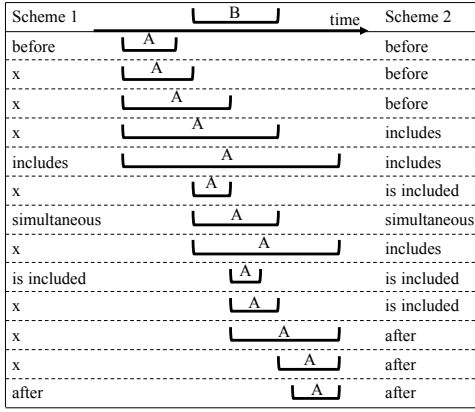 Scheme 1 B time Scheme 2
before A before
x A before
x A before
x A includes
includes A includes
x A is included
simultaneous A simultaneous
x A includes
is included A is included
x A is included
x A after
x A after
after A after